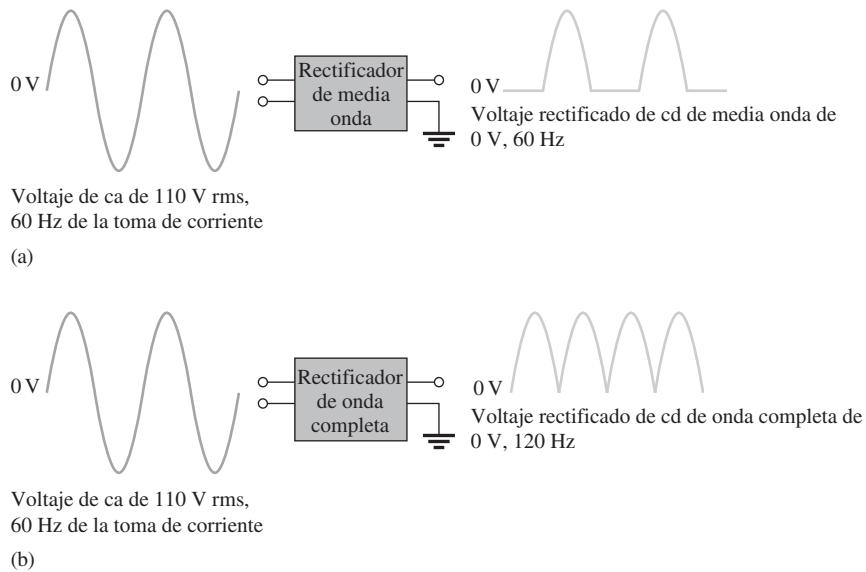 0 V
Rectificador
de media
onda
0 V
Voltaje rectificado de cd de media onda de
0 V, 60 Hz
Voltaje de ca de 110 V rms,
60 Hz de la toma de corriente
(a)
0 V
Rectificador
de onda
completa
0 V
Voltaje rectificado de cd de onda completa de
0 V, 120 Hz
Voltaje de ca de 110 V rms,
60 Hz de la toma de corriente
(b)